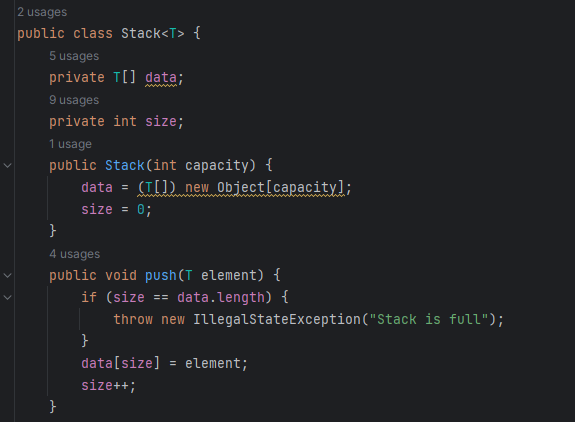 2 usages
public class Stack<T> {
5 usages
private T[] data;
9 usages
private int size;
1 usage
public Stack(int capacity) {
data = (T[]) new Object[capacity];
size = 0;
}
4 usages
public void push(T element) {
if (size == data.length) {
throw new IllegalStateException("Stack is full");
}
data[size] = element;
size++;
}